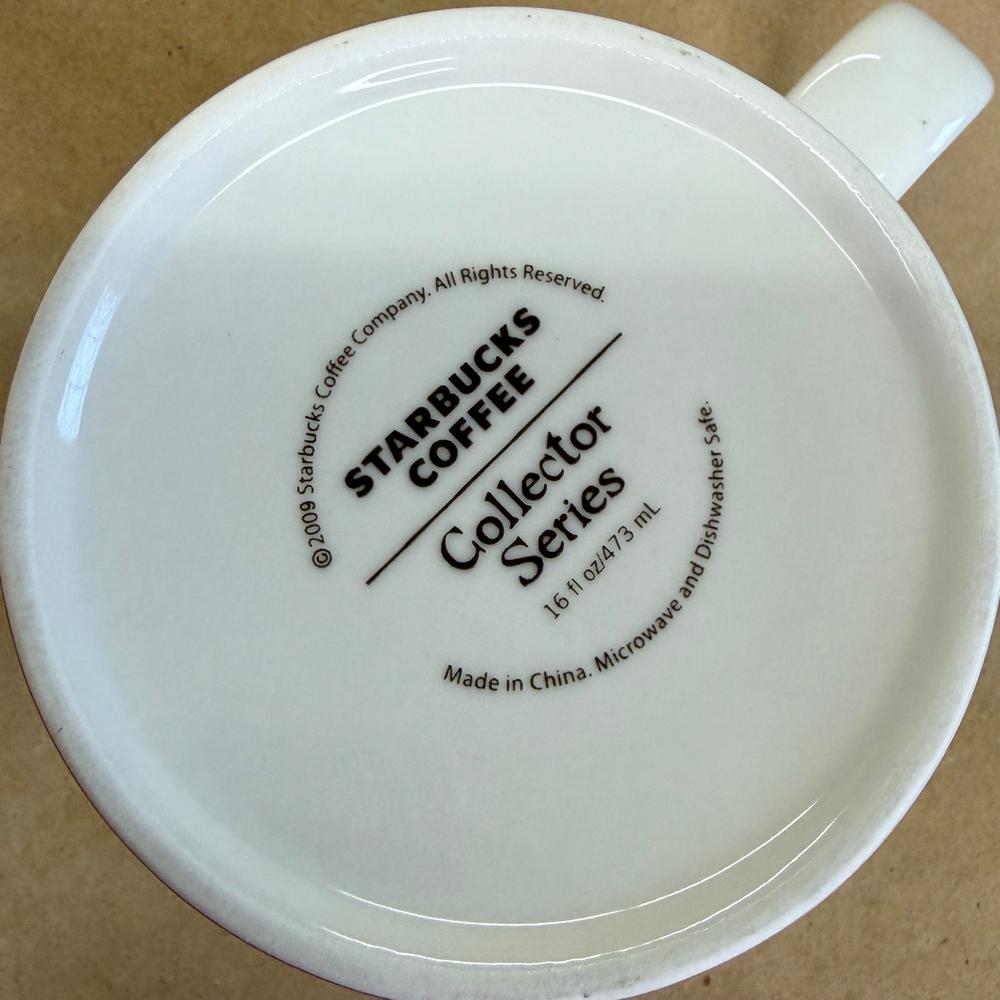 ©2009 Starbucks Coffee Company. All Rights Reserved.
STARBUCKS
COFFEE
Collector
Series
16 fl oz/473 mL
Made in China. Microwave and Dishwasher Safe.